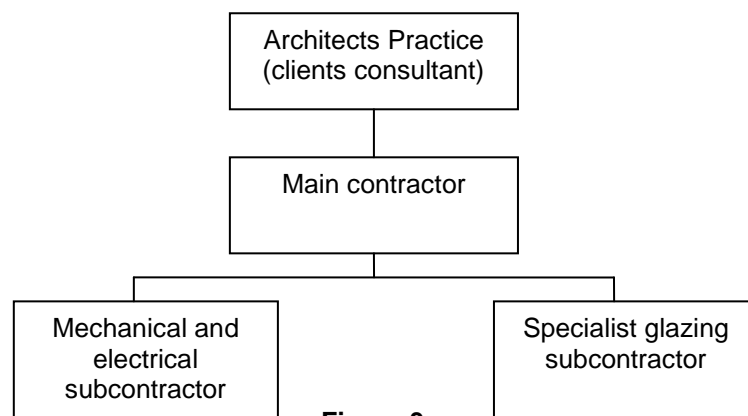 Architects Practice
(clients consultant)
Main contractor
Mechanical and
electrical
subcontractor
Specialist glazing
subcontractor